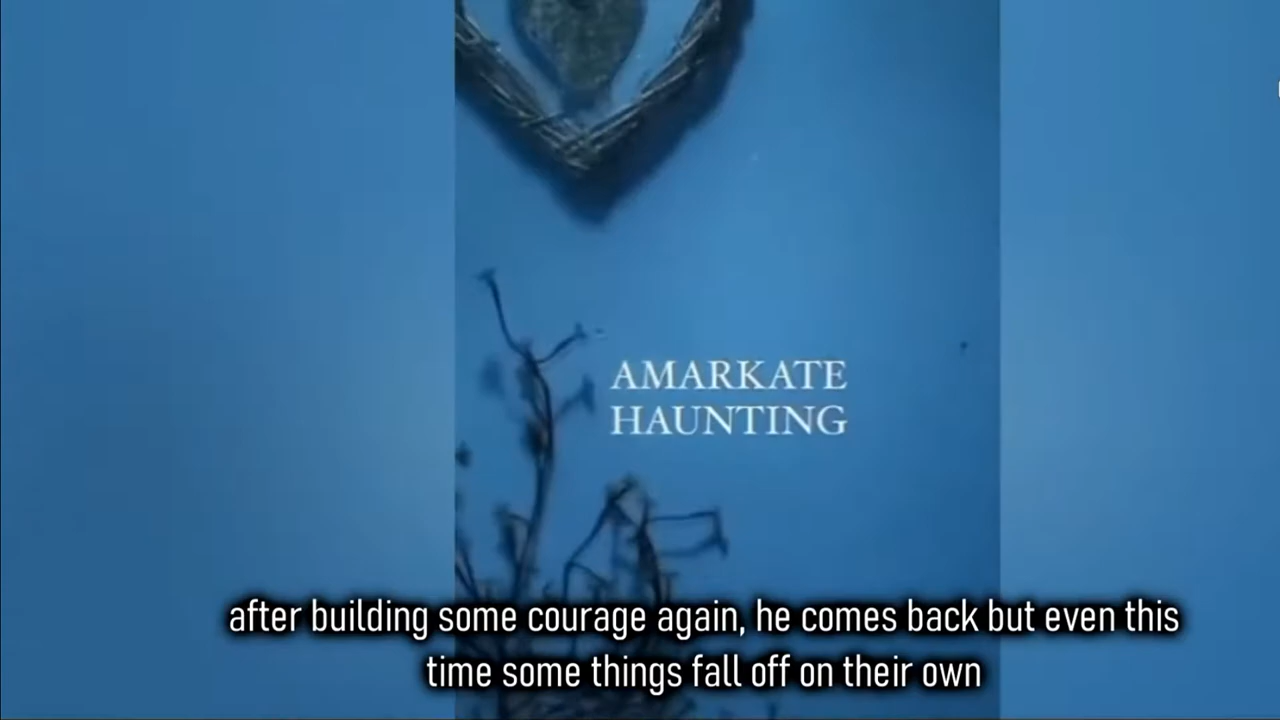 AMARKATE
HAUNTING
after building some courage again, he comes back but even this
time some things fall off on their own